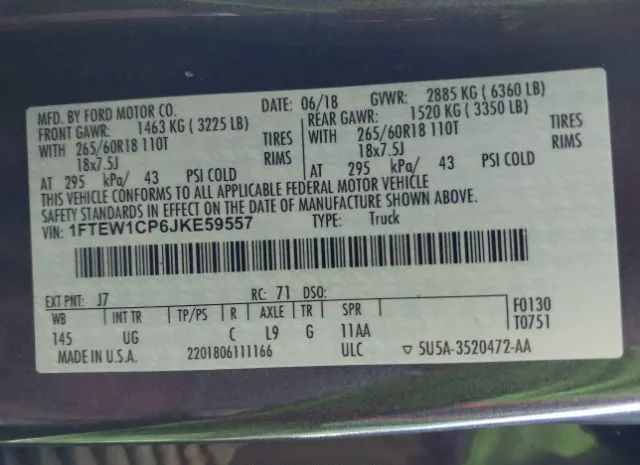 MFD. BY FORD MOTOR CO. DATE: 06/18 GVWR: 2885 KG ( 6360 LB)
FRONT GAWR: 1463 KG ( 3225 LB) REAR GAWR: 1520 KG ( 3350 LB)
WITH 265/60R18 110T TIRES WITH 265/60R18 110T TIRES
18x7.5J RIMS 18x7.5J RIMS
AT 295 kPa/ 43 PSI COLD AT 295 kPa/ 43 PSI COLD
THIS VEHICLE CONFORMS TO ALL APPLICABLE FEDERAL MOTOR VEHICLE
SAFETY STANDARDS IN EFFECT ON THE DATE OF MANUFACTURE SHOWN ABOVE.
VIN: 1FTEW1CP6JKE59557 TYPE: Truck
EXT PNT: J7 RC: 71 DSO:
WB INT TR TP/PS R AXLE TR SPR F0130
145 UG C L9 G 11AA T0751
MADE IN U.S.A. 2201806111166 ULC ▽ 5U5A-3520472-AA